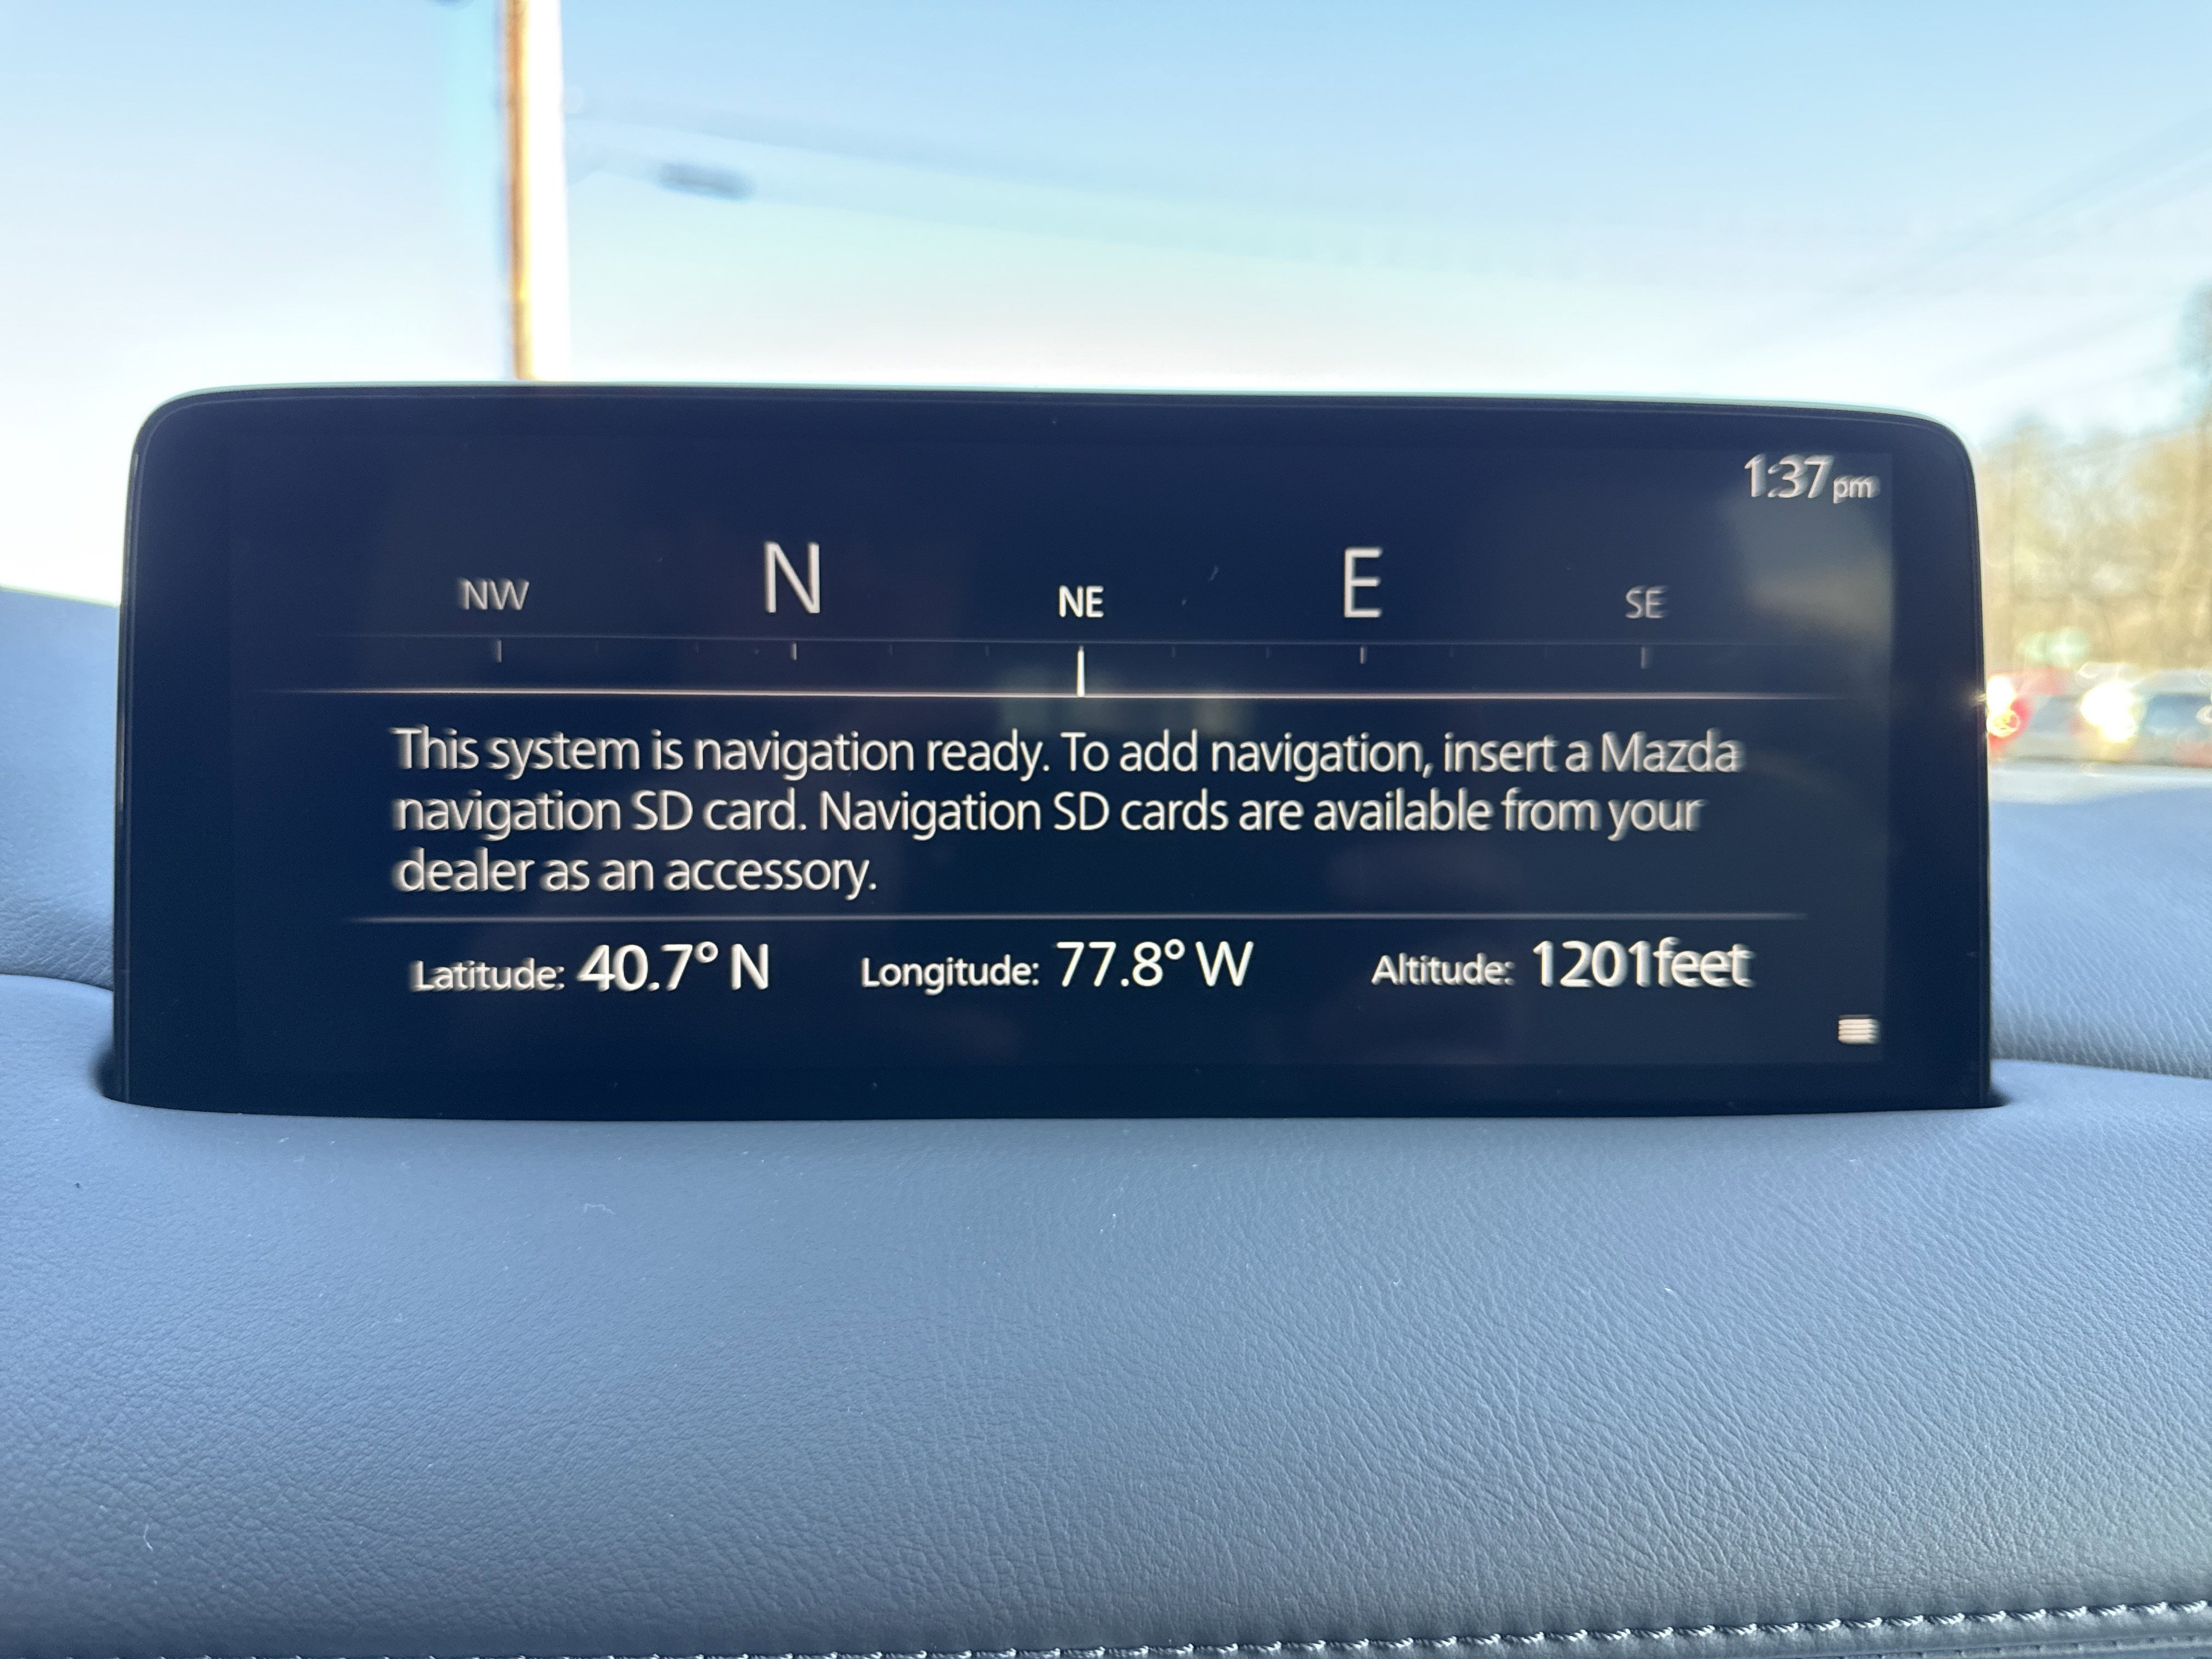 1:37 pm
NW N NE E SE
This system is navigation ready. To add navigation, insert a Mazda
navigation SD card. Navigation SD cards are available from your
dealer as an accessory.
Latitude: 40.7° N Longitude: 77.8° W Altitude: 1201feet